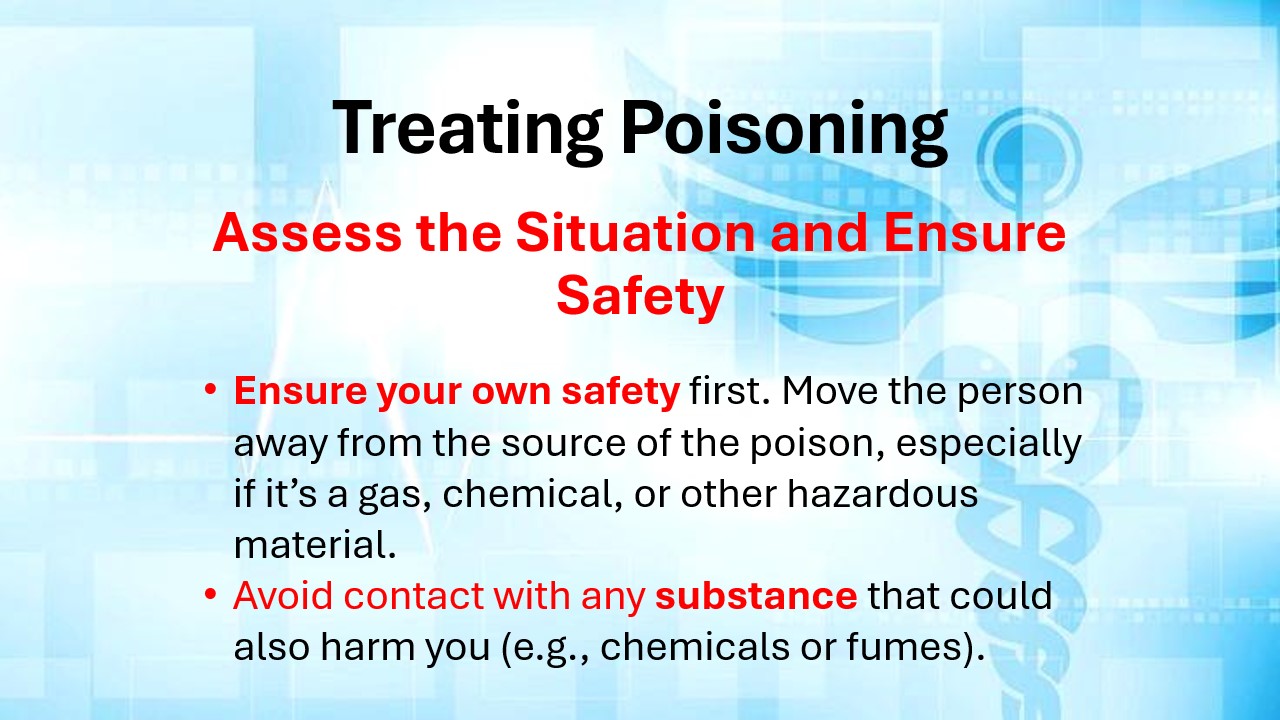 Treating Poisoning
Assess the Situation and Ensure
Safety
• Ensure your own safety first. Move the person
away from the source of the poison, especially
if it’s a gas, chemical, or other hazardous
material.
• Avoid contact with any substance that could
also harm you (e.g., chemicals or fumes).